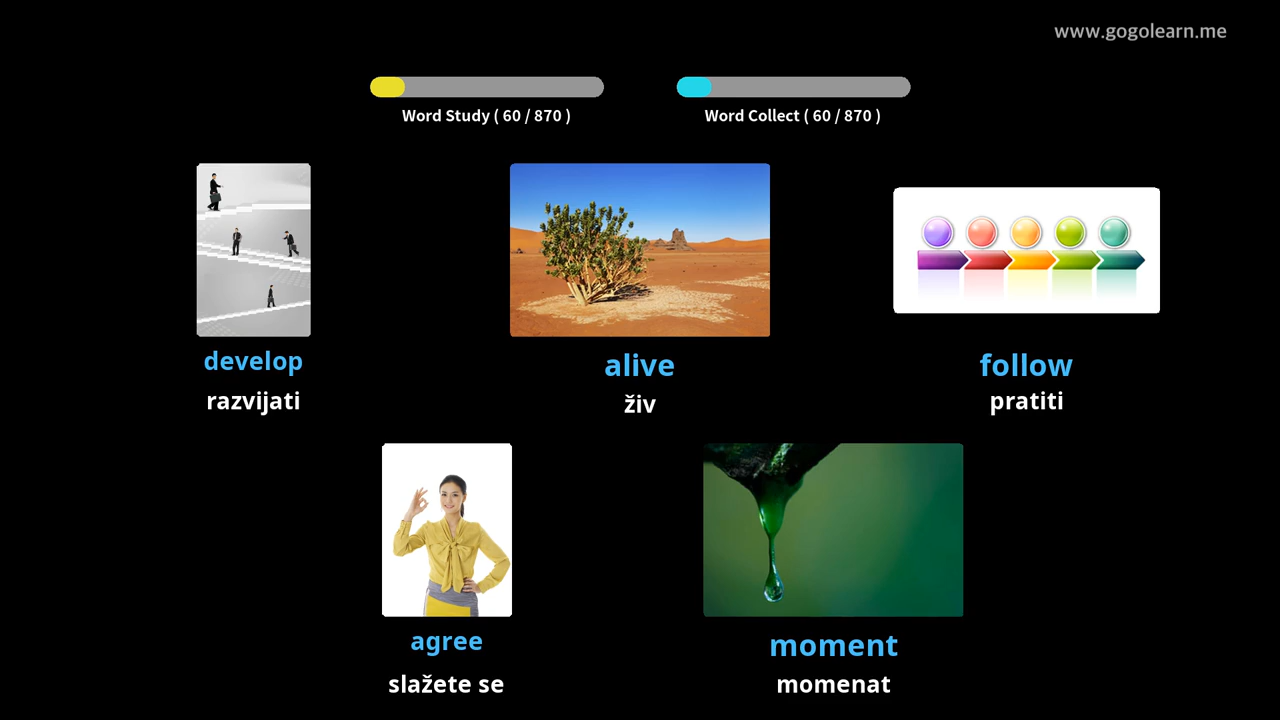 www.gogolearn.me
Word Study ( 60 / 870 )
Word Collect ( 60 / 870 )
develop
razvijati
alive
živ
follow
pratiti
agree
slažete se
moment
momenat